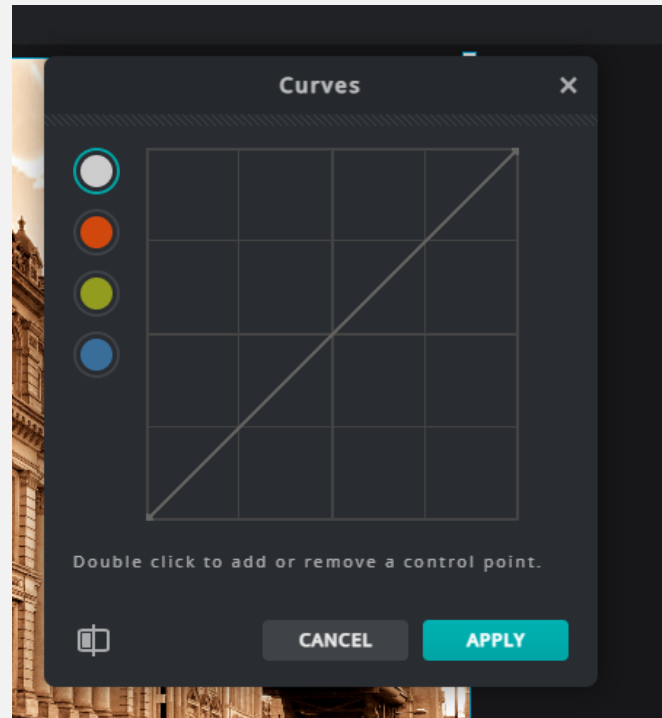 Curves
Double click to add or remove a control point.
CANCEL
APPLY